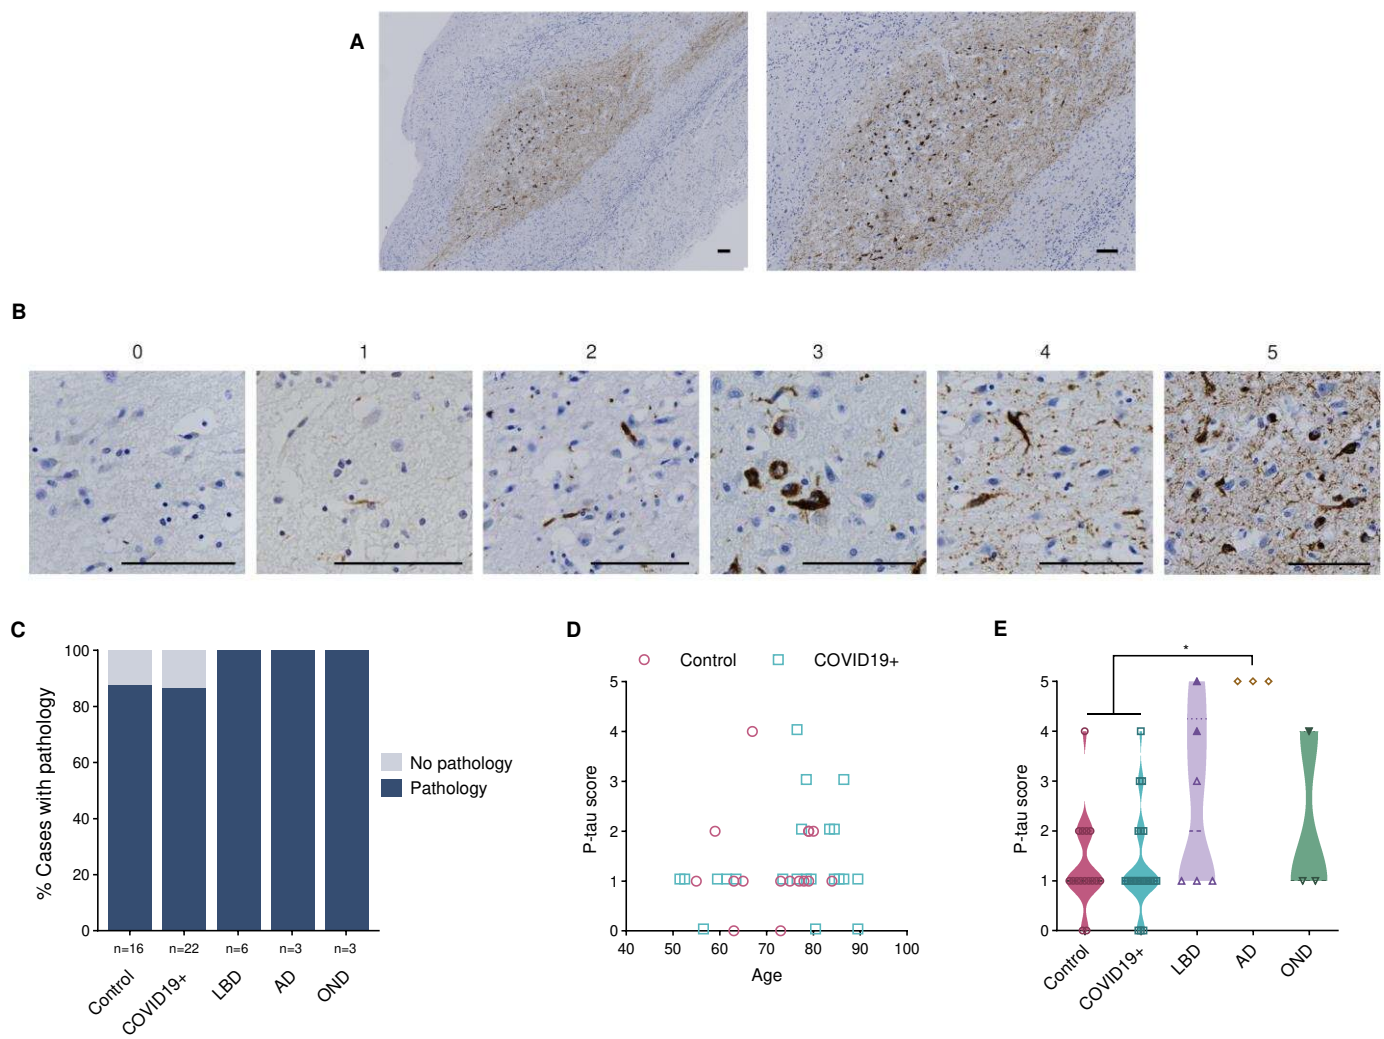 A
B
0 1 2 3 4 5
C
100
80
60
40
20
0
% Cases with pathology
n=16 n=22 n=6 n=3 n=3
Control COVID19+ LBD AD OND
No pathology
Pathology
D
Control COVID19+
5
4
3
2
1
0
P-tau score
40 50 60 70 80 90 100
Age
E
*
5
4
3
2
1
0
P-tau score
Control COVID19+ LBD AD OND